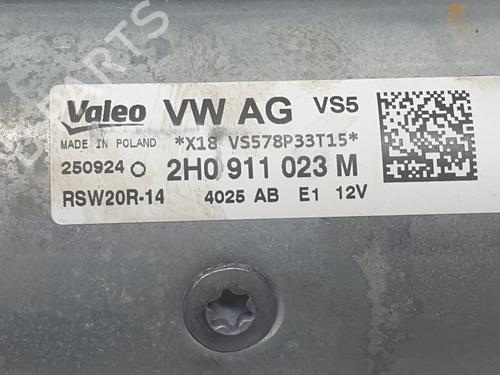 PARTS
Valeo VW AG VS5
MADE IN POLAND *X18 VS578P33T15*
250924 2H0 911 023 M
RSW20R-14 4025 AB E1 12V